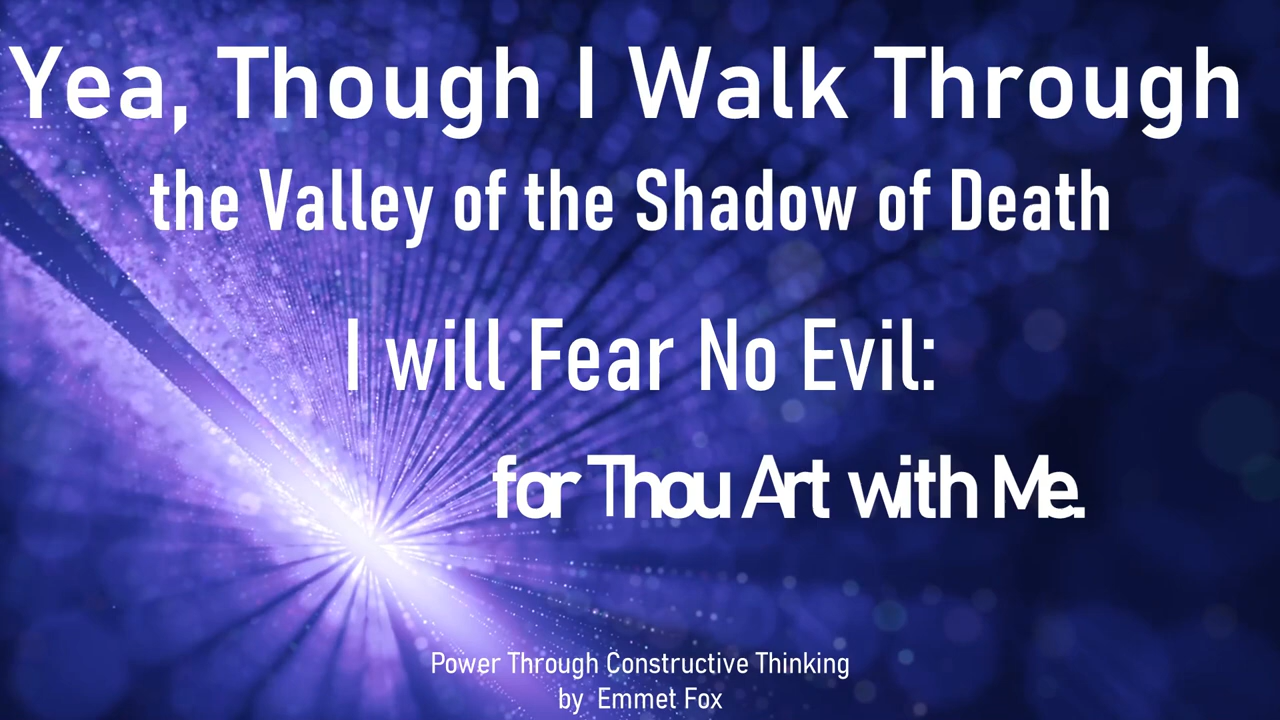 Yea, Though I Walk Through
the Valley of the Shadow of Death
I will Fear No Evil:
for Thou Art with Me.
Power Through Constructive Thinking
by Emmet Fox